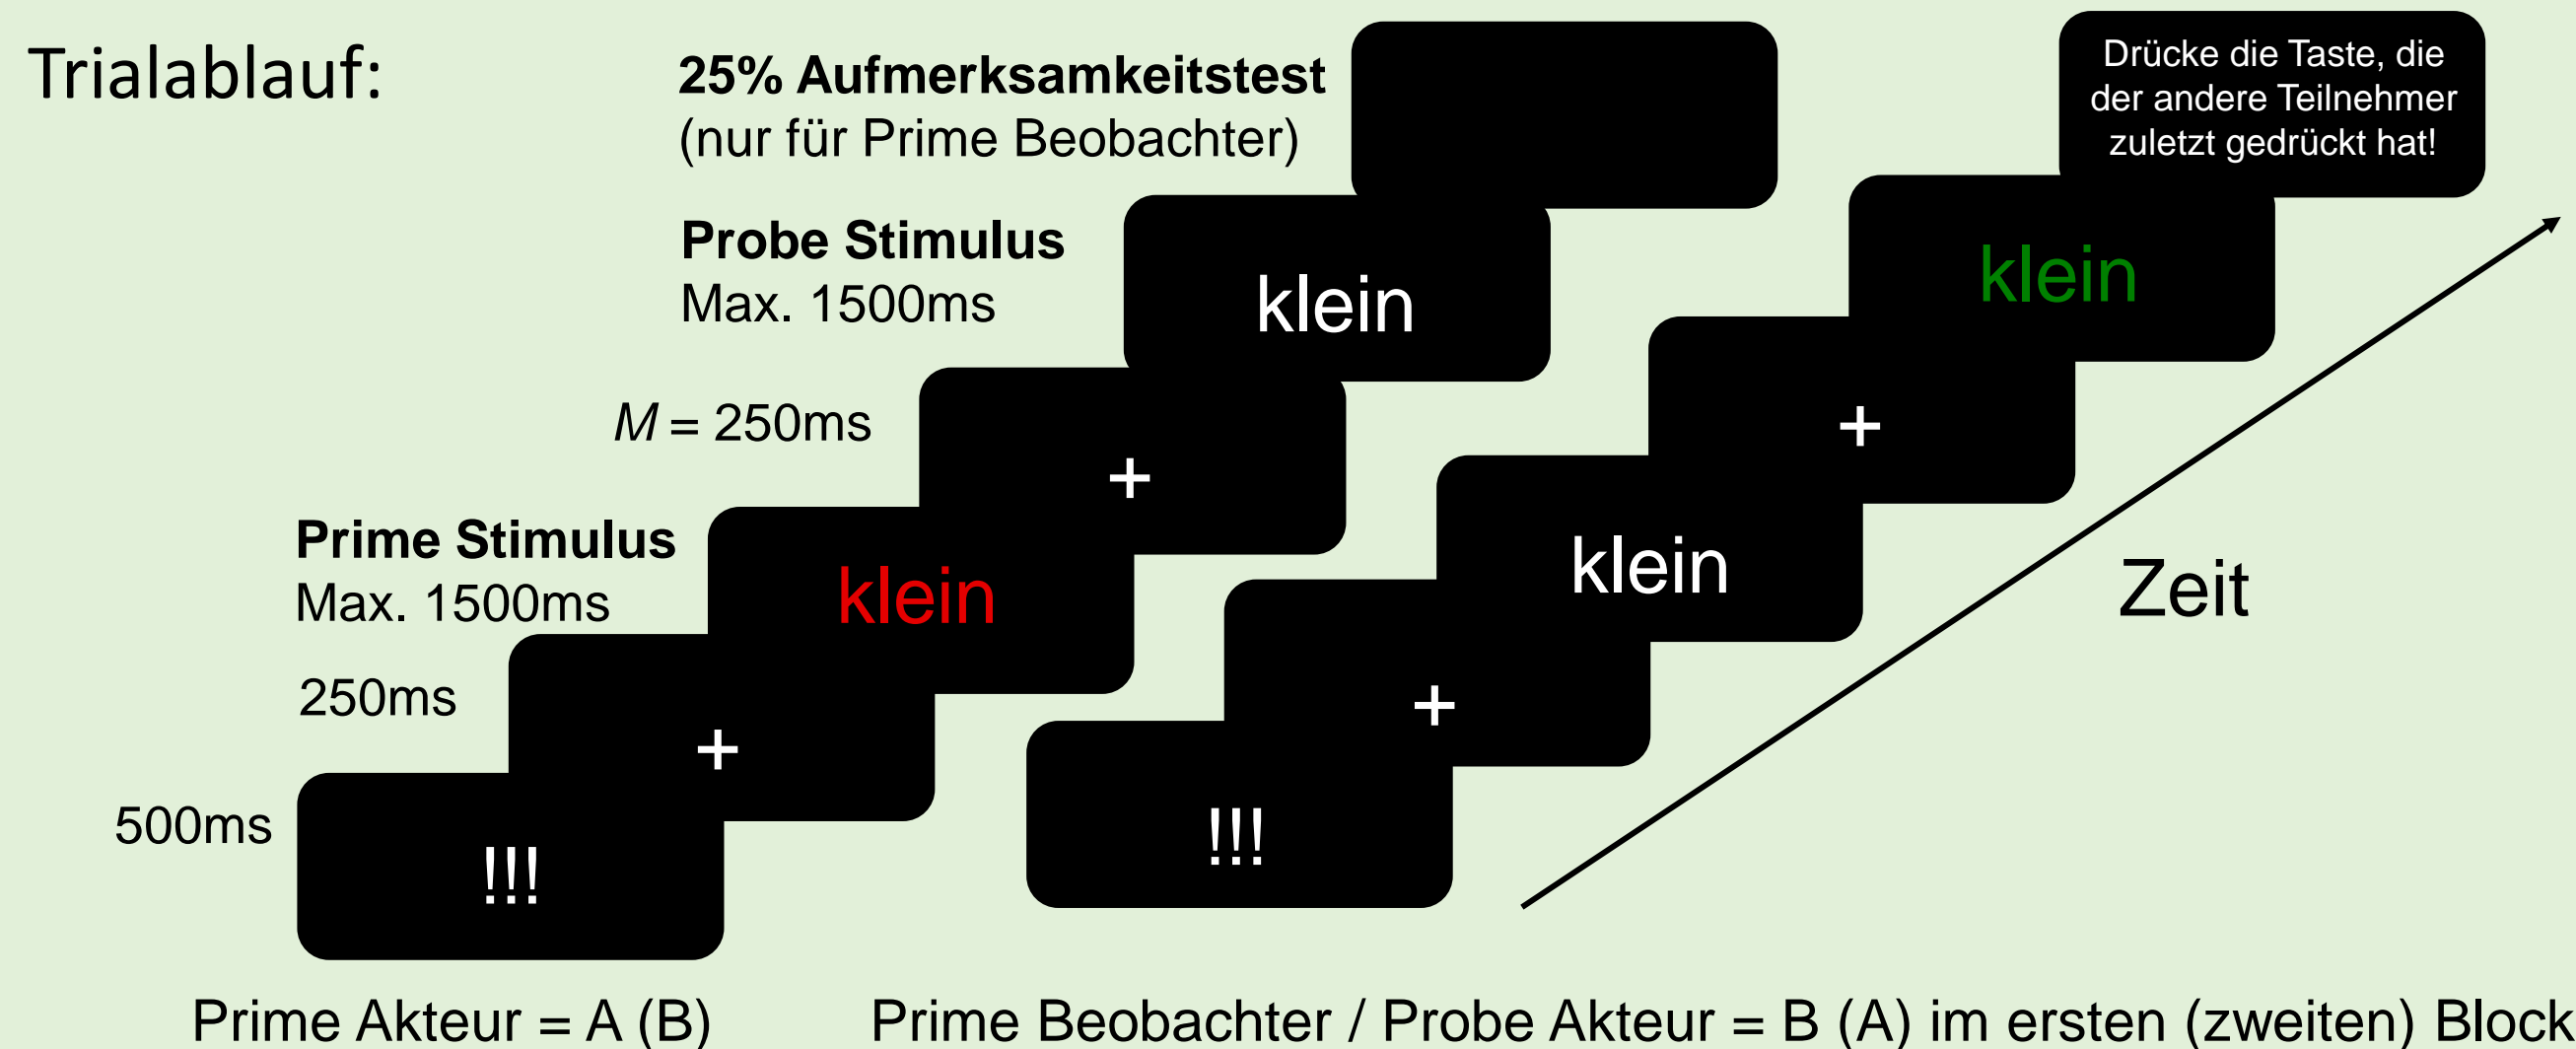 Trialablauf:
25% Aufmerksamkeitstest
(nur für Prime Beobachter)
Drücke die Taste, die
der andere Teilnehmer
zuletzt gedrückt hat!
Probe Stimulus
Max. 1500ms
klein
klein
M = 250ms
+
+
Prime Stimulus
Max. 1500ms
klein
klein
Zeit
250ms
+
+
500ms
!!!
!!!
Prime Akteur = A (B)
Prime Beobachter / Probe Akteur = B (A) im ersten (zweiten) Block